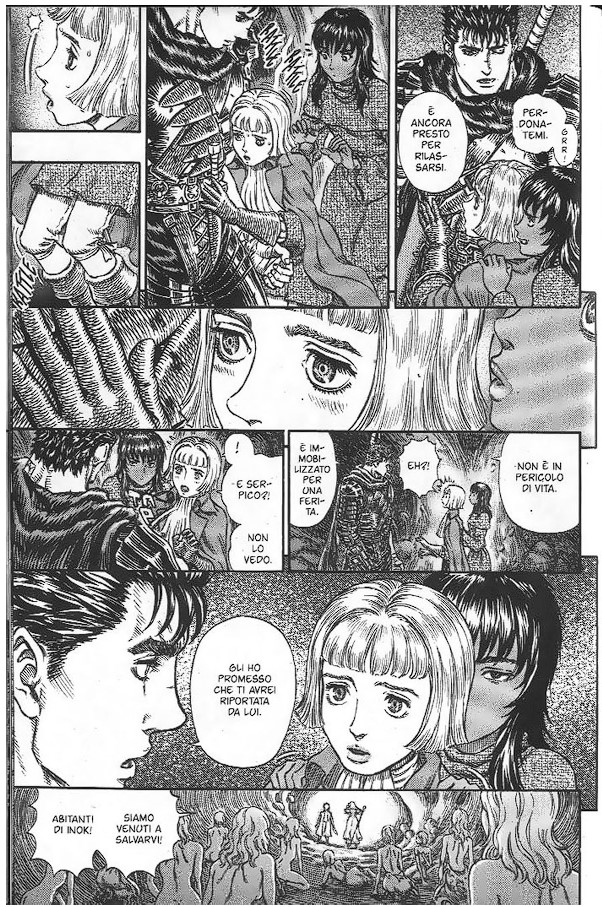 È
ANCORA
PRESTO
PER
RILAS-
SARSI.
PER-
DONA-
TEMI.
GRR!
!
E SER-
PICO?!
NON
LO
VEDO.
È IM-
MOBI-
LIZZATO
PER
UNA
FERI-
TA.
EH?!
NON È IN
PERICOLO
DI VITA.
GLI HO
PROMESSO
CHE TI AVREI
RIPORTATA
DA LUI.
ABITANTI
DI INOK!
SIAMO
VENUTI A
SALVARVI!